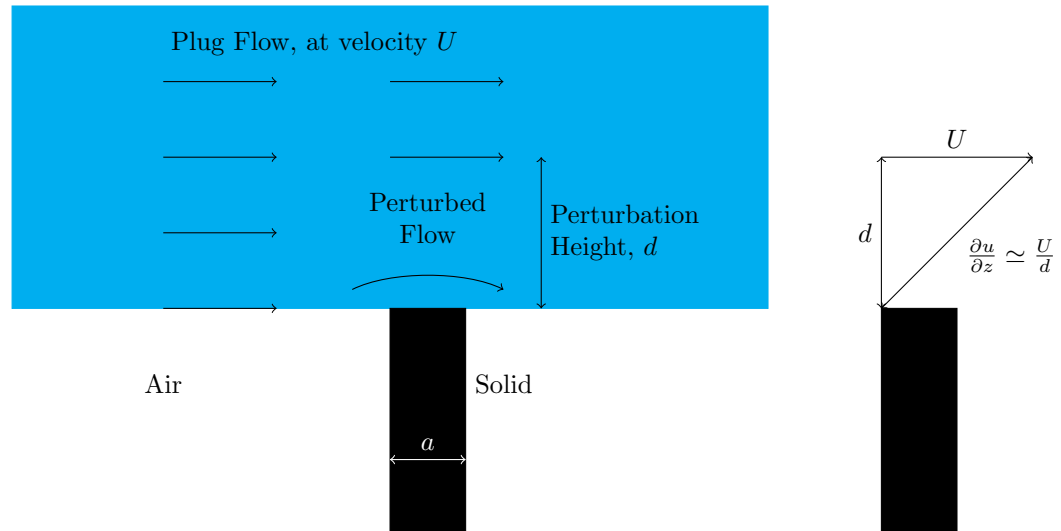 Plug Flow, at velocity U
U
Perturbed
Flow
Perturbation
Height, d
d
∂u/∂z ≃ U/d
Air
Solid
a